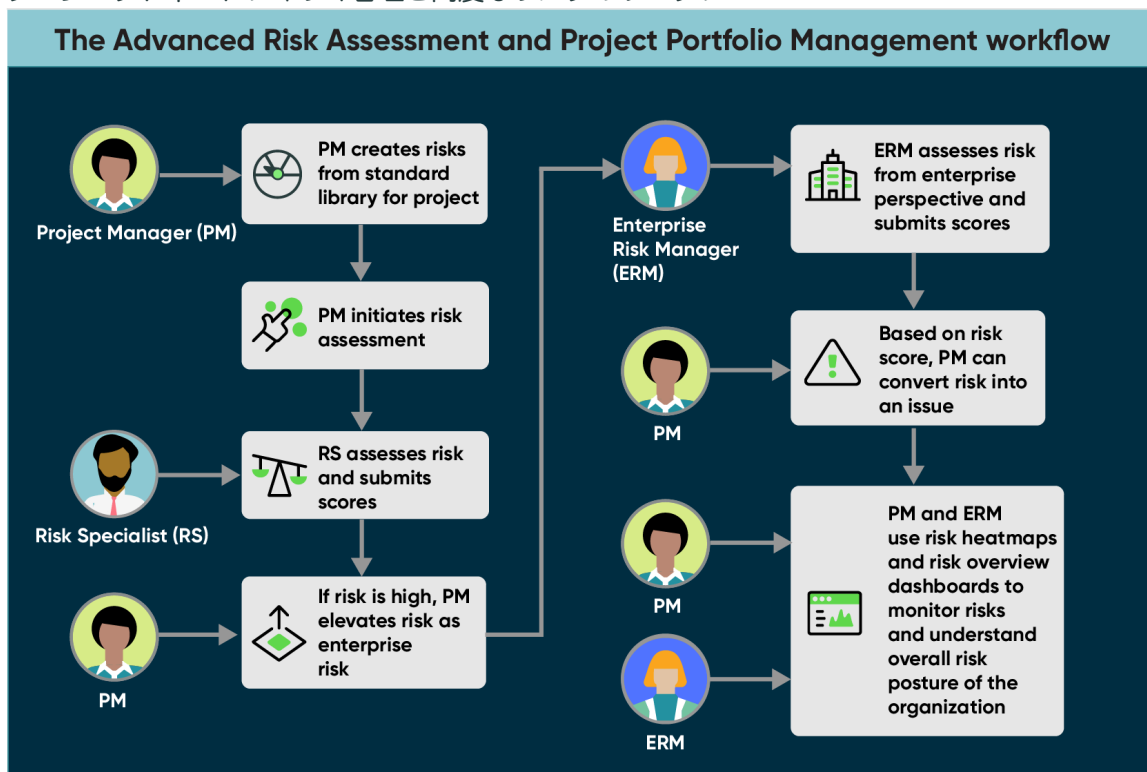 The Advanced Risk Assessment and Project Portfolio Management workflow
PM creates risks
from standard
library for project
Project Manager (PM)
PM initiates risk
assessment
RS assesses risk
and submits
scores
Risk Specialist (RS)
If risk is high, PM
elevates risk as
enterprise
risk
PM
Enterprise
Risk Manager
(ERM)
ERM assesses risk
from enterprise
perspective and
submits scores
Based on risk
score, PM can
convert risk into
an issue
PM
PM and ERM
use risk heatmaps
and risk overview
dashboards to
monitor risks
and understand
overall risk
posture of the
organization
PM
ERM